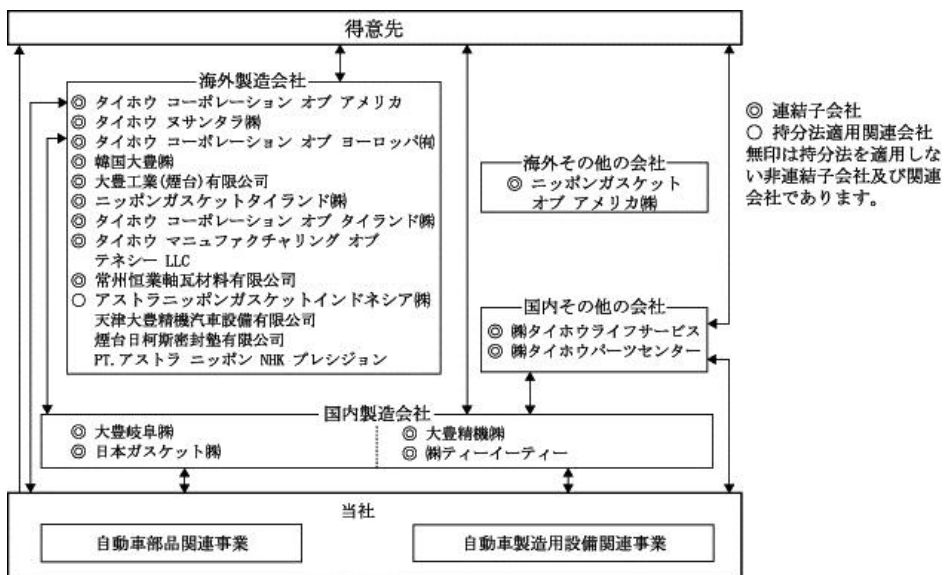 得意先
海外製造会社
◎ タイホウ コーポレーション オブ アメリカ
◎ タイホウ ヌサンタラ㈱
◎ タイホウ コーポレーション オブ ヨーロッパ㈲
◎ 韓国大豊㈱
◎ 大豊工業(煙台)有限公司
◎ ニッポンガスケットタイランド㈱
◎ タイホウ コーポレーション オブ タイランド㈱
◎ タイホウ マニュファクチャリング オブ
テネシー LLC
◎ 常州恒業軸瓦材料有限公司
○ アストラニッポンガスケットインドネシア㈱
天津大豊精機汽車設備有限公司
煙台日柯斯密封墊有限公司
PT.アストラ ニッポン NHK プレシジョン
海外その他の会社
◎ ニッポンガスケット
オブ アメリカ㈱
国内その他の会社
◎ ㈱タイホウライフサービス
◎ ㈱タイホウパーツセンター
◎ 連結子会社
○ 持分法適用関連会社
無印は持分法を適用しな
い非連結子会社及び関連
会社であります。
国内製造会社
◎ 大豊岐阜㈱
◎ 日本ガスケット㈱
◎ 大豊精機㈱
◎ ㈱ティーイーティー
当社
自動車部品関連事業
自動車製造用設備関連事業